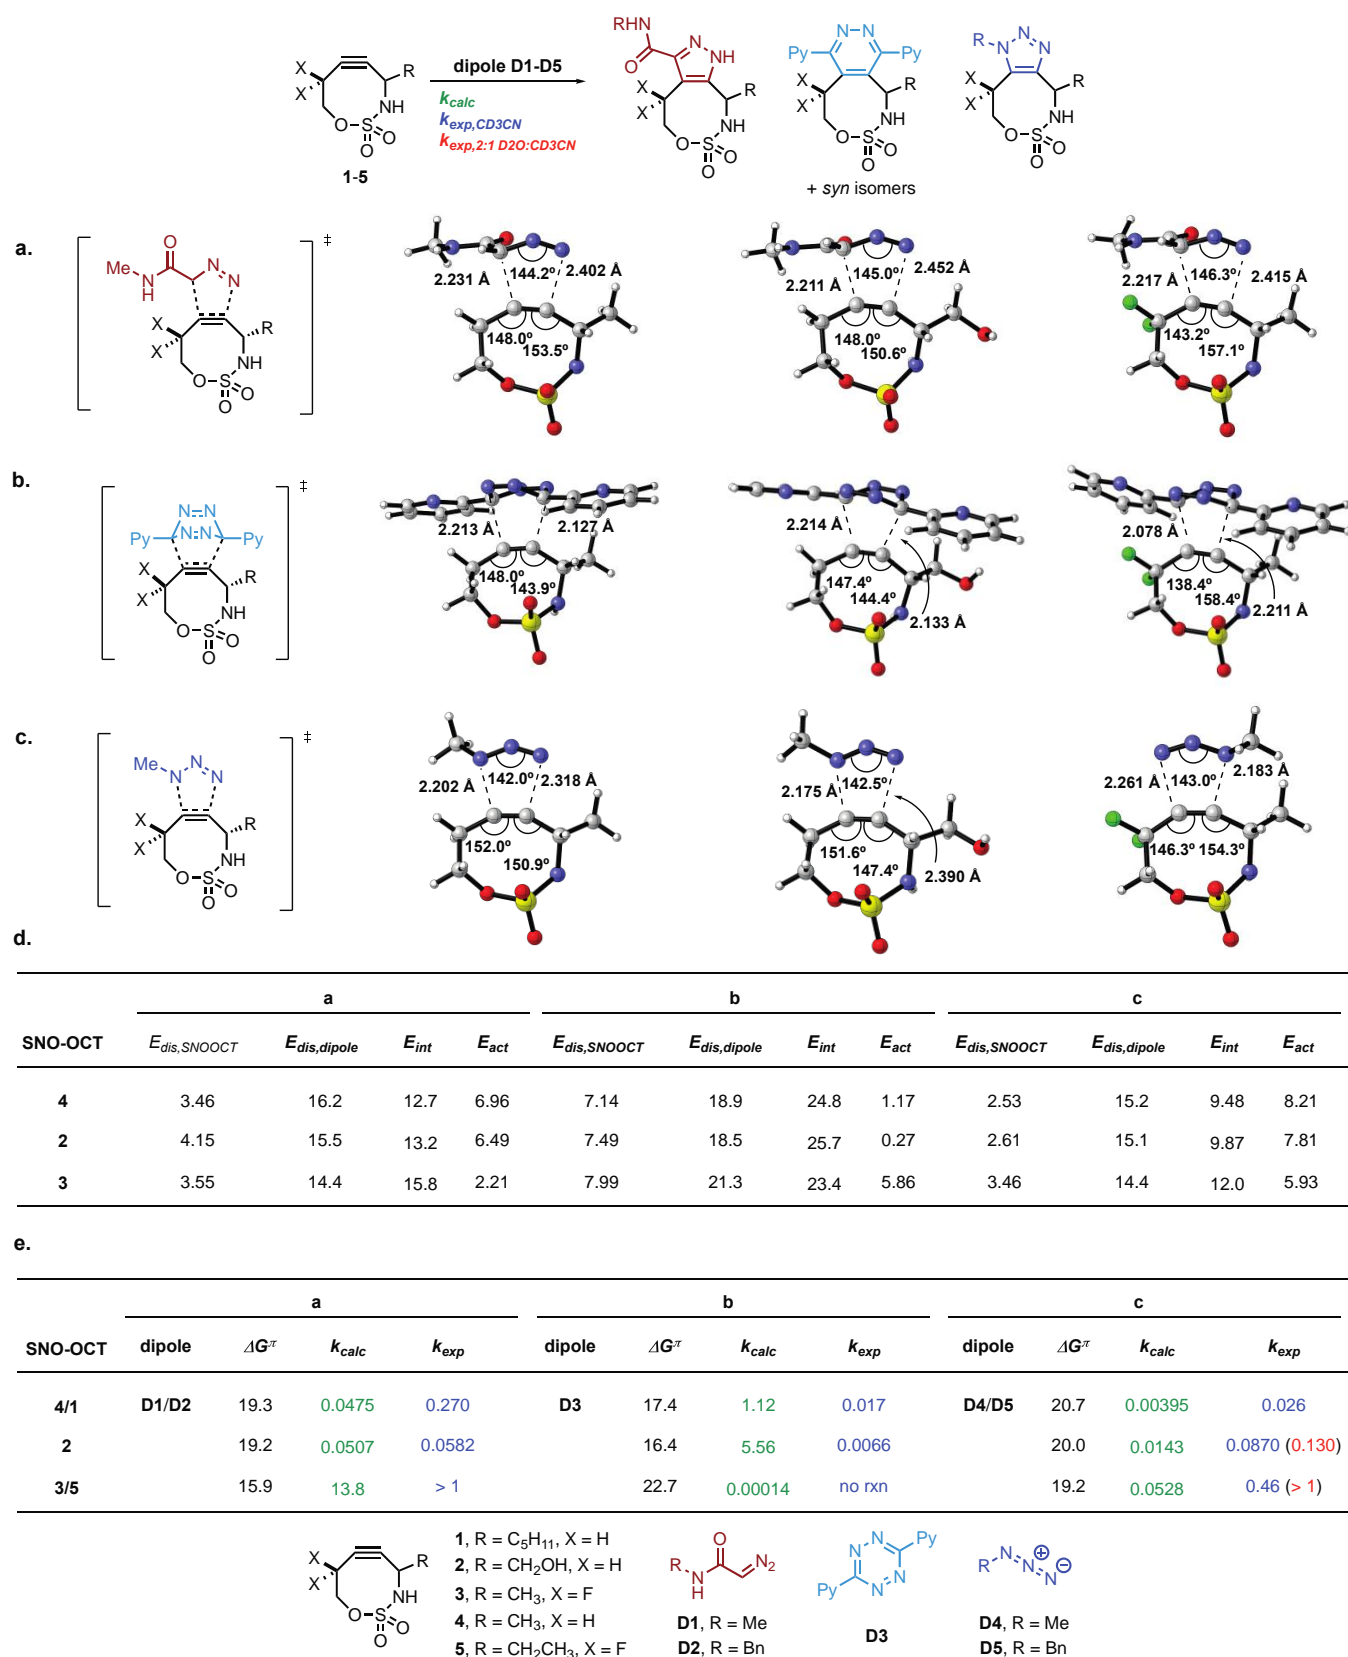 RHN
O
N
NH
X
X
R
NH
O
S
O
O
N N
Py
Py
X
X
R
NH
O
S
O
O
R
N
N
N
X
X
R
NH
O
S
O
O
X
X
R
NH
O
S
O
O
1-5
dipole D1-D5
kcalc
kexp,CD3CN
kexp,2:1 D2O:CD3CN
+ syn isomers
a.
O
Me
N
H
N
N
X
X
R
NH
O
S
O
O
‡
2.231 Å 144.2º 2.402 Å
148.0º 153.5º
2.211 Å 145.0º 2.452 Å
148.0º 150.6º
2.217 Å 146.3º 2.415 Å
143.2º 157.1º
b.
N=N
N=N
Py
Py
X
X
R
NH
O
S
O
O
‡
2.213 Å 2.127 Å
148.0º 143.9º
2.214 Å
147.4º 144.4º
2.133 Å
2.078 Å
138.4º 158.4º
2.211 Å
c.
Me
N
N
N
X
X
R
NH
O
S
O
O
‡
2.202 Å 142.0º 2.318 Å
152.0º 150.9º
2.175 Å 142.5º
151.6º 147.4º
2.390 Å
2.261 Å 143.0º 2.183 Å
146.3º 154.3º
d.
a b c
SNO-OCT Edis,SNOOCT Edis,dipole Eint Eact Edis,SNOOCT Edis,dipole Eint Eact Edis,SNOOCT Edis,dipole Eint Eact
4 3.46 16.2 12.7 6.96 7.14 18.9 24.8 1.17 2.53 15.2 9.48 8.21
2 4.15 15.5 13.2 6.49 7.49 18.5 25.7 0.27 2.61 15.1 9.87 7.81
3 3.55 14.4 15.8 2.21 7.99 21.3 23.4 5.86 3.46 14.4 12.0 5.93
e.
a b c
SNO-OCT dipole ΔGπ kcalc kexp dipole ΔGπ kcalc kexp dipole ΔGπ kcalc kexp
4/1 D1/D2 19.3 0.0475 0.270 D3 17.4 1.12 0.017 D4/D5 20.7 0.00395 0.026
2 19.2 0.0507 0.0582 16.4 5.56 0.0066 20.0 0.0143 0.0870 (0.130)
3/5 15.9 13.8 > 1 22.7 0.00014 no rxn 19.2 0.0528 0.46 (> 1)
X
X
R
NH
O
S
O
O
1, R = C5H11, X = H
2, R = CH2OH, X = H
3, R = CH3, X = F
4, R = CH3, X = H
5, R = CH2CH3, X = F
O
R
N
H
N2
D1, R = Me
D2, R = Bn
N
N
N
N
Py
Py
D3
R
N
N
N
⊕
⊖
D4, R = Me
D5, R = Bn